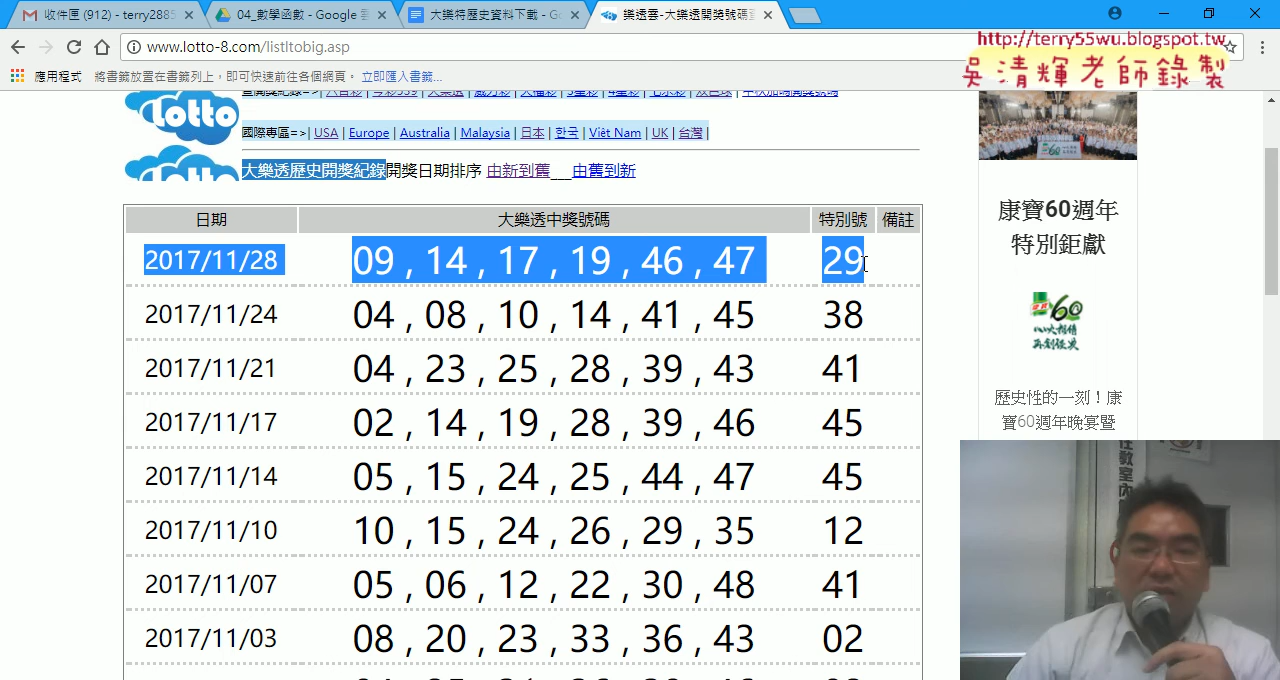 收件匣 (912) - terry2885
04_數學函數 - Google 雲
大樂特歷史資料下載 - Go
樂透雲-大樂透開獎號碼查
www.lotto-8.com/listltobig.asp
http://terry55wu.blogspot.tw
吳清輝老師錄製
應用程式 將書籤放置在書籤列上，即可快速前往各個網頁。 立即匯入書籤...
lotto
國際專區=>| USA | Europe | Australia | Malaysia | 日本 | 한국 | Việt Nam | UK | 台灣 |
lotto
大樂透歷史開獎紀錄開獎日期排序 由新到舊 由舊到新
日期 大樂透中獎號碼 特別號 備註
2017/11/28 09 , 14 , 17 , 19 , 46 , 47 29
2017/11/24 04 , 08 , 10 , 14 , 41 , 45 38
2017/11/21 04 , 23 , 25 , 28 , 39 , 43 41
2017/11/17 02 , 14 , 19 , 28 , 39 , 46 45
2017/11/14 05 , 15 , 24 , 25 , 44 , 47 45
2017/11/10 10 , 15 , 24 , 26 , 29 , 35 12
2017/11/07 05 , 06 , 12 , 22 , 30 , 48 41
2017/11/03 08 , 20 , 23 , 33 , 36 , 43 02
60
康寶60週年
特別鉅獻
60
歷史性的一刻！康
寶60週年晚宴暨